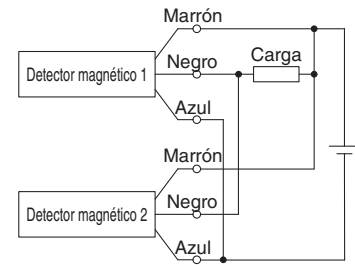 Marrón
Detector magnético 1
Negro
Carga
Azul
Marrón
Detector magnético 2
Negro
Azul